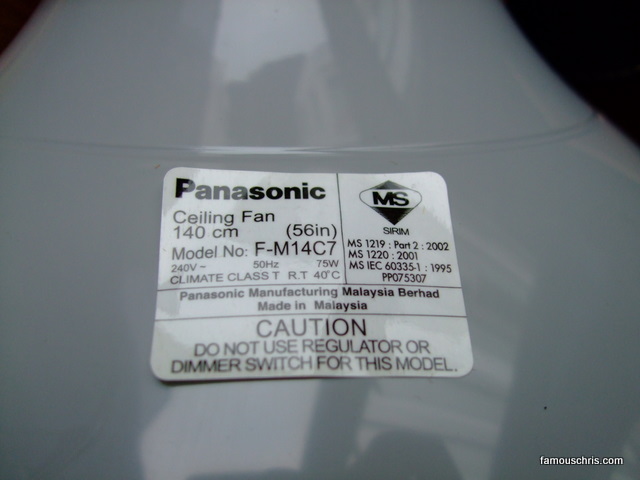 Panasonic
Ceiling Fan
140 cm (56in)
Model No: F-M14C7
240V~ 50Hz 75W
CLIMATE CLASS T R.T 40°C
MS
SIRIM
MS 1219 : Part 2 : 2002
MS 1220 : 2001
MS IEC 60335-1 : 1995
PP075307
Panasonic Manufacturing Malaysia Berhad
Made in Malaysia
CAUTION
DO NOT USE REGULATOR OR
DIMMER SWITCH FOR THIS MODEL.
famouschris.com